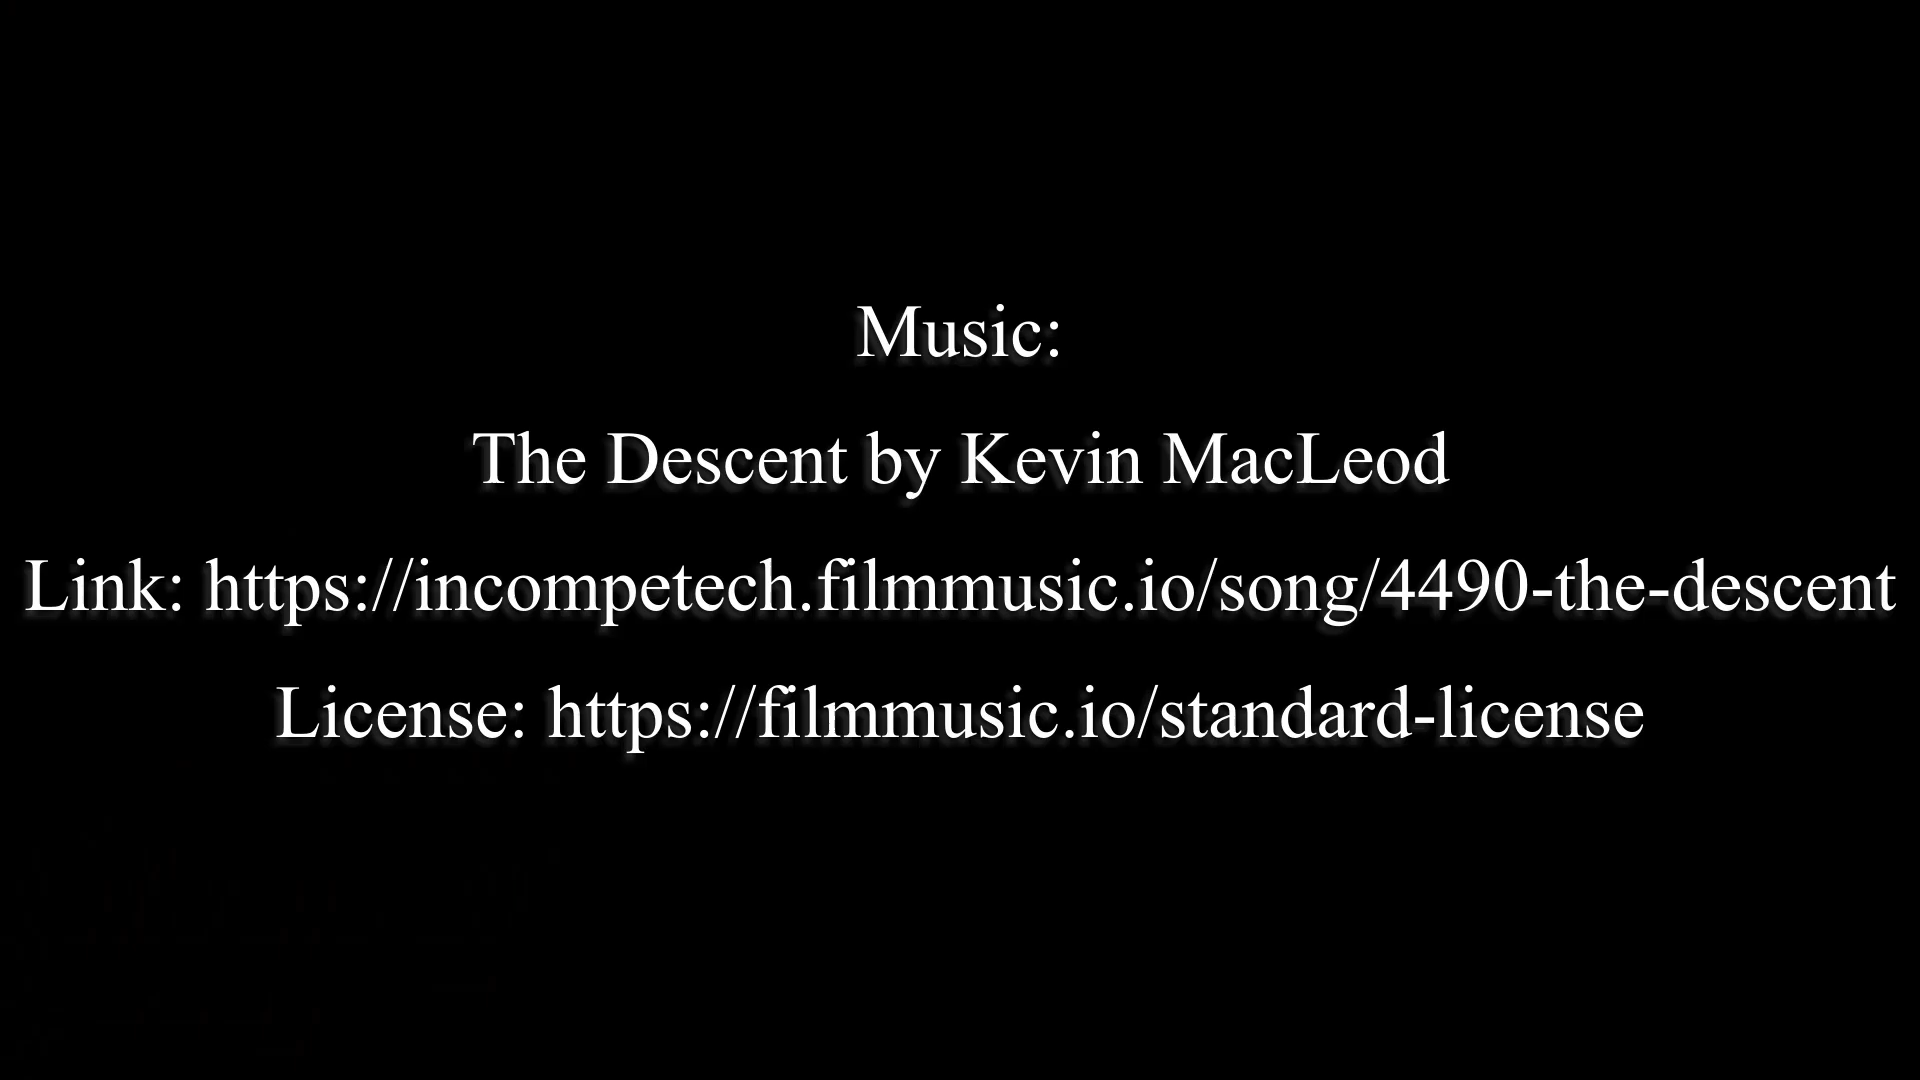 Music:
The Descent by Kevin MacLeod
Link: https://incompetech.filmmusic.io/song/4490-the-descent
License: https://filmmusic.io/standard-license